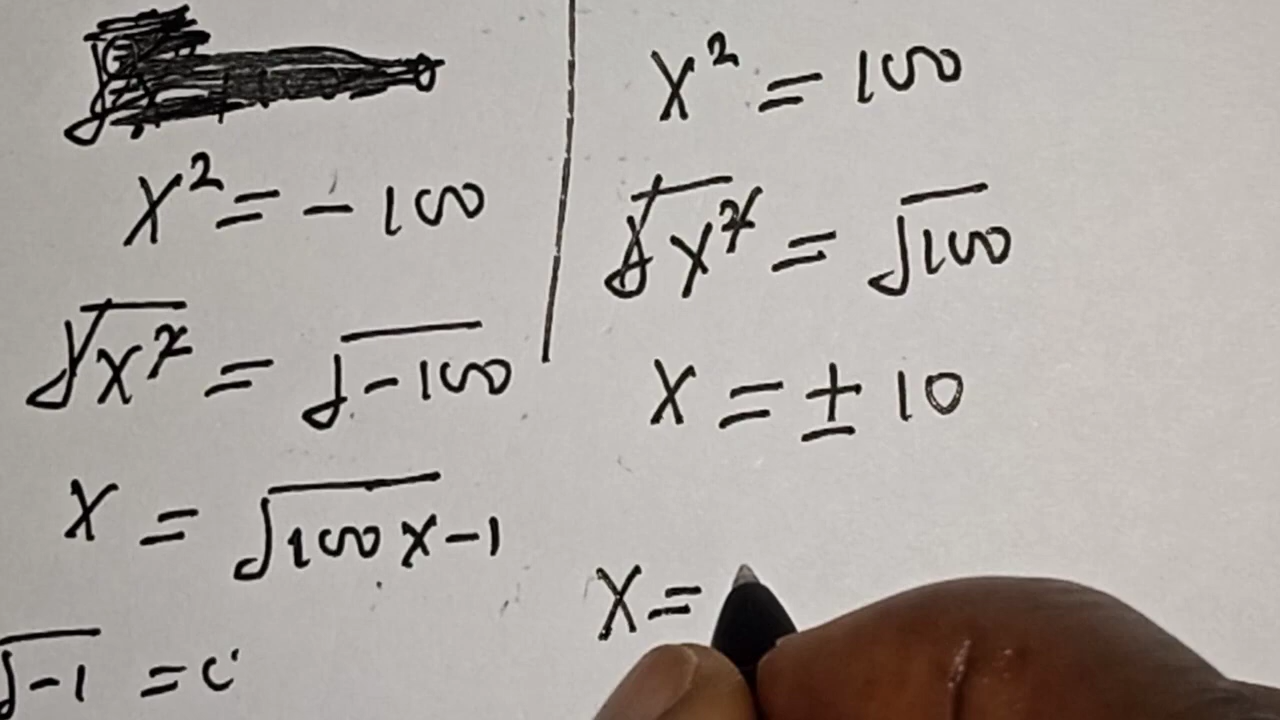 x² = -100
√x² = √-100
x = √100 x -1
√-1 = i
x² = 100
√x² = √100
x = ± 10
x =